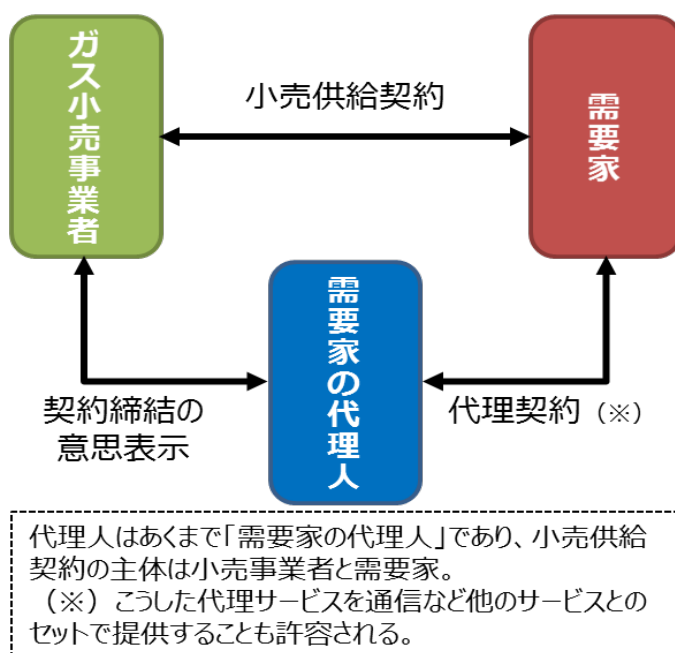 ガス小売事業者
小売供給契約
需要家
需要家の代理人
契約締結の
意思表示
代理契約（※）
代理人はあくまで「需要家の代理人」であり、小売供給
契約の主体は小売事業者と需要家。
（※）こうした代理サービスを通信など他のサービスとの
セットで提供することも許容される。